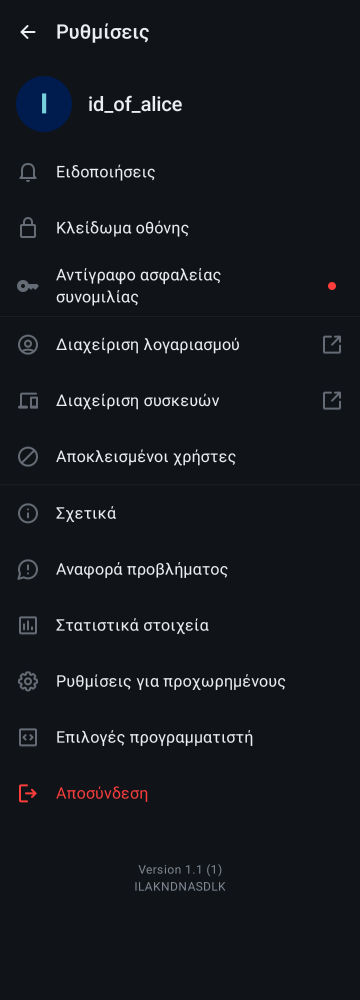 Ρυθμίσεις
I
id_of_alice
Ειδοποιήσεις
Κλείδωμα οθόνης
Αντίγραφο ασφαλείας
συνομιλίας
Διαχείριση λογαριασμού
Διαχείριση συσκευών
Αποκλεισμένοι χρήστες
Σχετικά
Αναφορά προβλήματος
Στατιστικά στοιχεία
Ρυθμίσεις για προχωρημένους
Επιλογές προγραμματιστή
Αποσύνδεση
Version 1.1 (1)
ILAKNDNASDLK